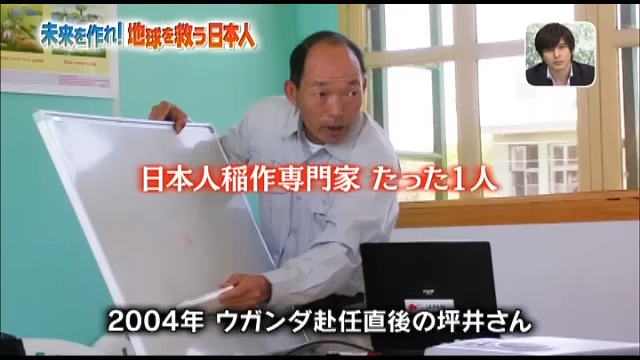 未来を作れ! 地球を救う日本人
日本人稲作専門家 たった1人
2004年 ウガンダ赴任直後の坪井さん